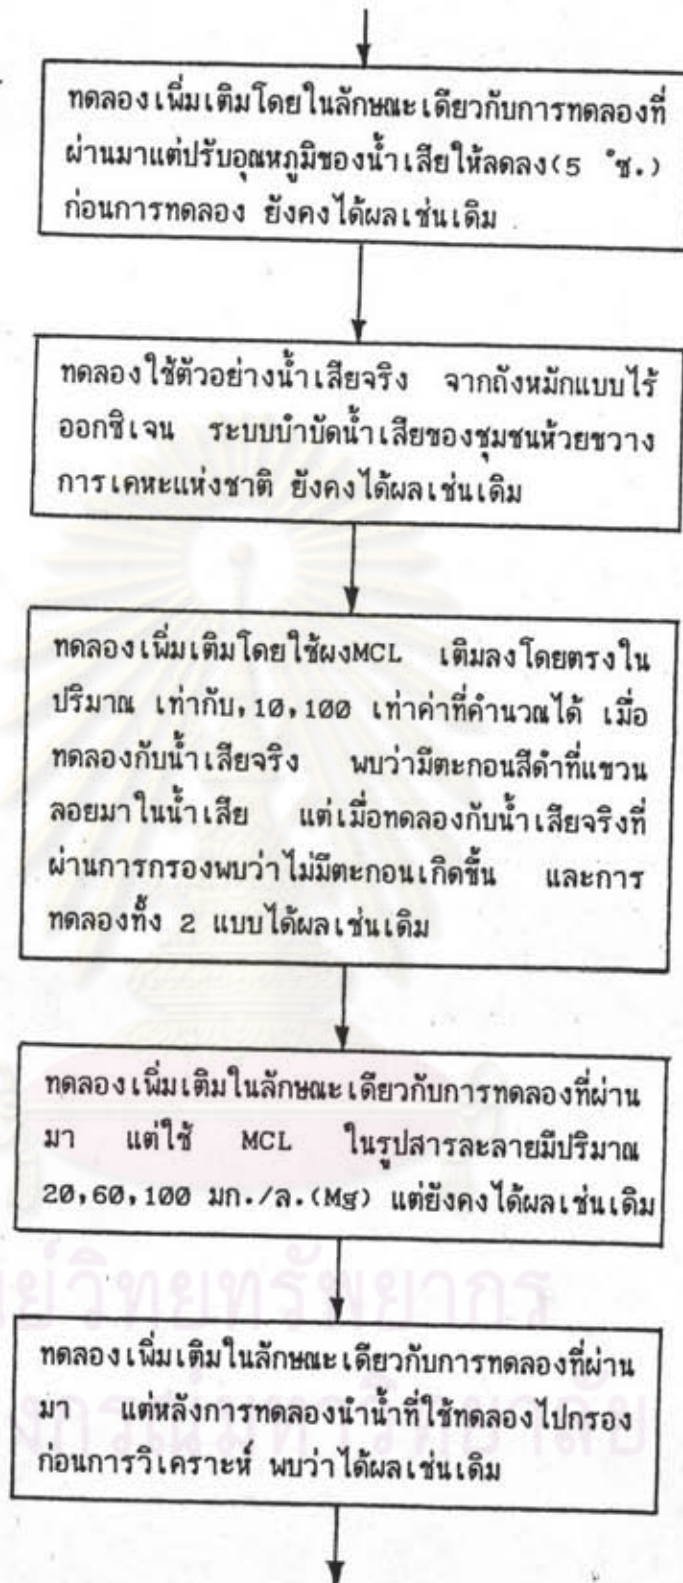 ทดลองเพิ่มเติมโดยในลักษณะเดียวกับการทดลองที่
ผ่านมาแต่ปรับอุณหภูมิของน้ำเสียให้ลดลง(5 ํซ.)
ก่อนการทดลอง ยังคงได้ผลเช่นเดิม
ทดลองใช้ตัวอย่างน้ำเสียจริง จากถังหมักแบบไร้
ออกซิเจน ระบบบำบัดน้ำเสียของชุมชนห้วยขวาง
การเคหะแห่งชาติ ยังคงได้ผลเช่นเดิม
ทดลองเพิ่มเติมโดยใช้ผงMCL เติมลงโดยตรงใน
ปริมาณ เท่ากับ,10,100 เท่าค่าที่คำนวณได้ เมื่อ
ทดลองกับน้ำเสียจริง พบว่ามีตะกอนสีดำที่แขวน
ลอยมาในน้ำเสีย แต่เมื่อทดลองกับน้ำเสียจริงที่
ผ่านการกรองพบว่าไม่มีตะกอนเกิดขึ้น และการ
ทดลองทั้ง 2 แบบได้ผลเช่นเดิม
ทดลองเพิ่มเติมในลักษณะเดียวกับการทดลองที่ผ่าน
มา แต่ใช้ MCL ในรูปสารละลายมีปริมาณ
20,60,100 มก./ล.(Mg) แต่ยังคงได้ผลเช่นเดิม
ศูนย์วิทยทรัพยากร
ทดลองเพิ่มเติมในลักษณะเดียวกับการทดลองที่ผ่าน
มา แต่หลังการทดลองนำน้ำที่ใช้ทดลองไปกรอง
ก่อนการวิเคราะห์ พบว่าได้ผลเช่นเดิม